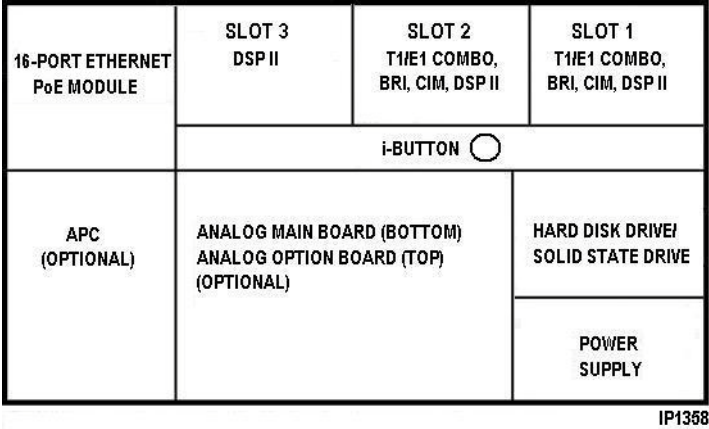 16-PORT ETHERNET
PoE MODULE
SLOT 3
DSP II
SLOT 2
T1/E1 COMBO,
BRI, CIM, DSP II
SLOT 1
T1/E1 COMBO,
BRI, CIM, DSP II
i-BUTTON
APC
(OPTIONAL)
ANALOG MAIN BOARD (BOTTOM)
ANALOG OPTION BOARD (TOP)
(OPTIONAL)
HARD DISK DRIVE/
SOLID STATE DRIVE
POWER
SUPPLY
IP1358